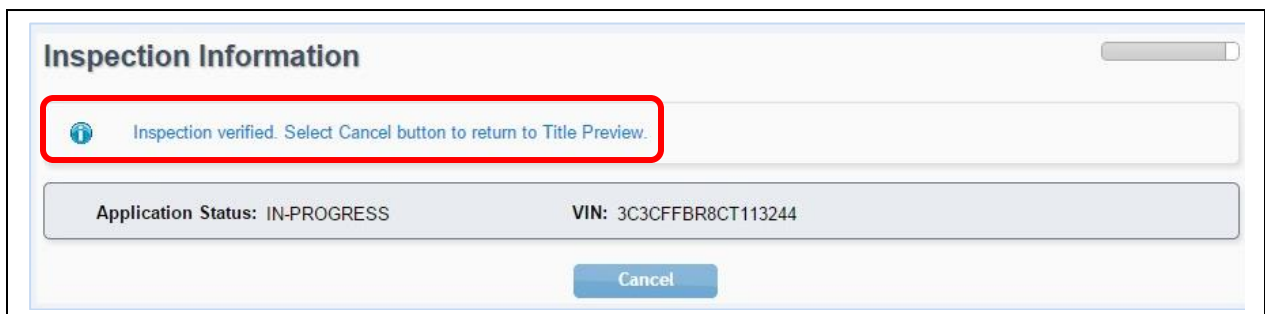 Inspection Information
Inspection verified. Select Cancel button to return to Title Preview.
Application Status: IN-PROGRESS VIN: 3C3CFFBR8CT113244
Cancel